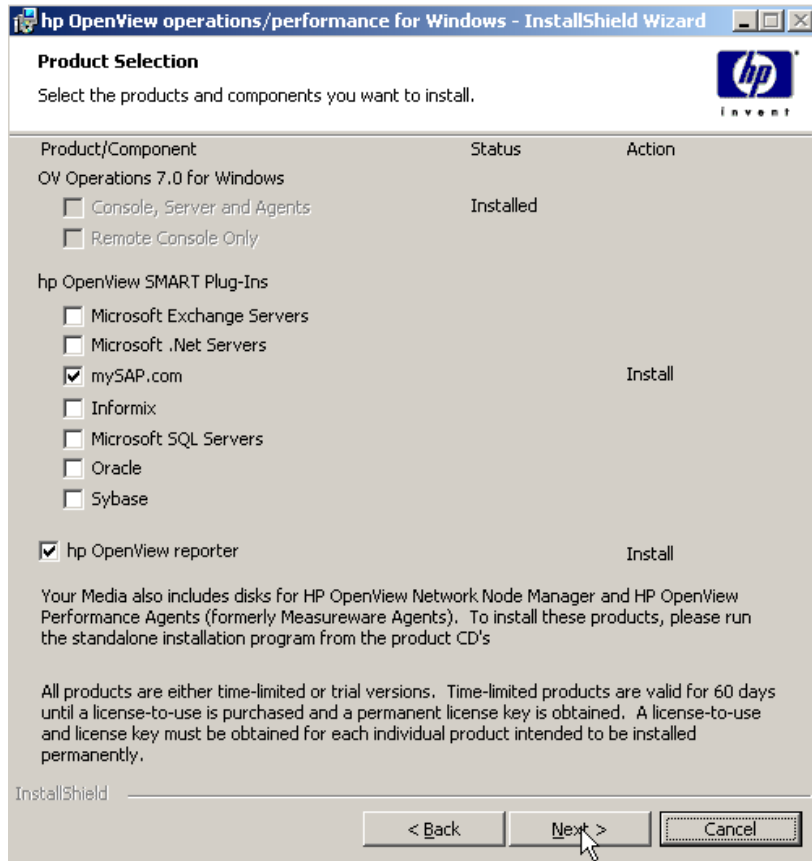 hp OpenView operations/performance for Windows - InstallShield Wizard
Product Selection
Select the products and components you want to install.
hp
invent
Product/Component Status Action
OV Operations 7.0 for Windows
Console, Server and Agents Installed
Remote Console Only
hp OpenView SMART Plug-Ins
Microsoft Exchange Servers
Microsoft .Net Servers
mySAP.com Install
Informix
Microsoft SQL Servers
Oracle
Sybase
hp OpenView reporter Install
Your Media also includes disks for HP OpenView Network Node Manager and HP OpenView
Performance Agents (formerly Measureware Agents).  To install these products, please run
the standalone installation program from the product CD's
All products are either time-limited or trial versions.  Time-limited products are valid for 60 days
until a license-to-use is purchased and a permanent license key is obtained.  A license-to-use
and license key must be obtained for each individual product intended to be installed
permanently.
InstallShield
< Back Next > Cancel